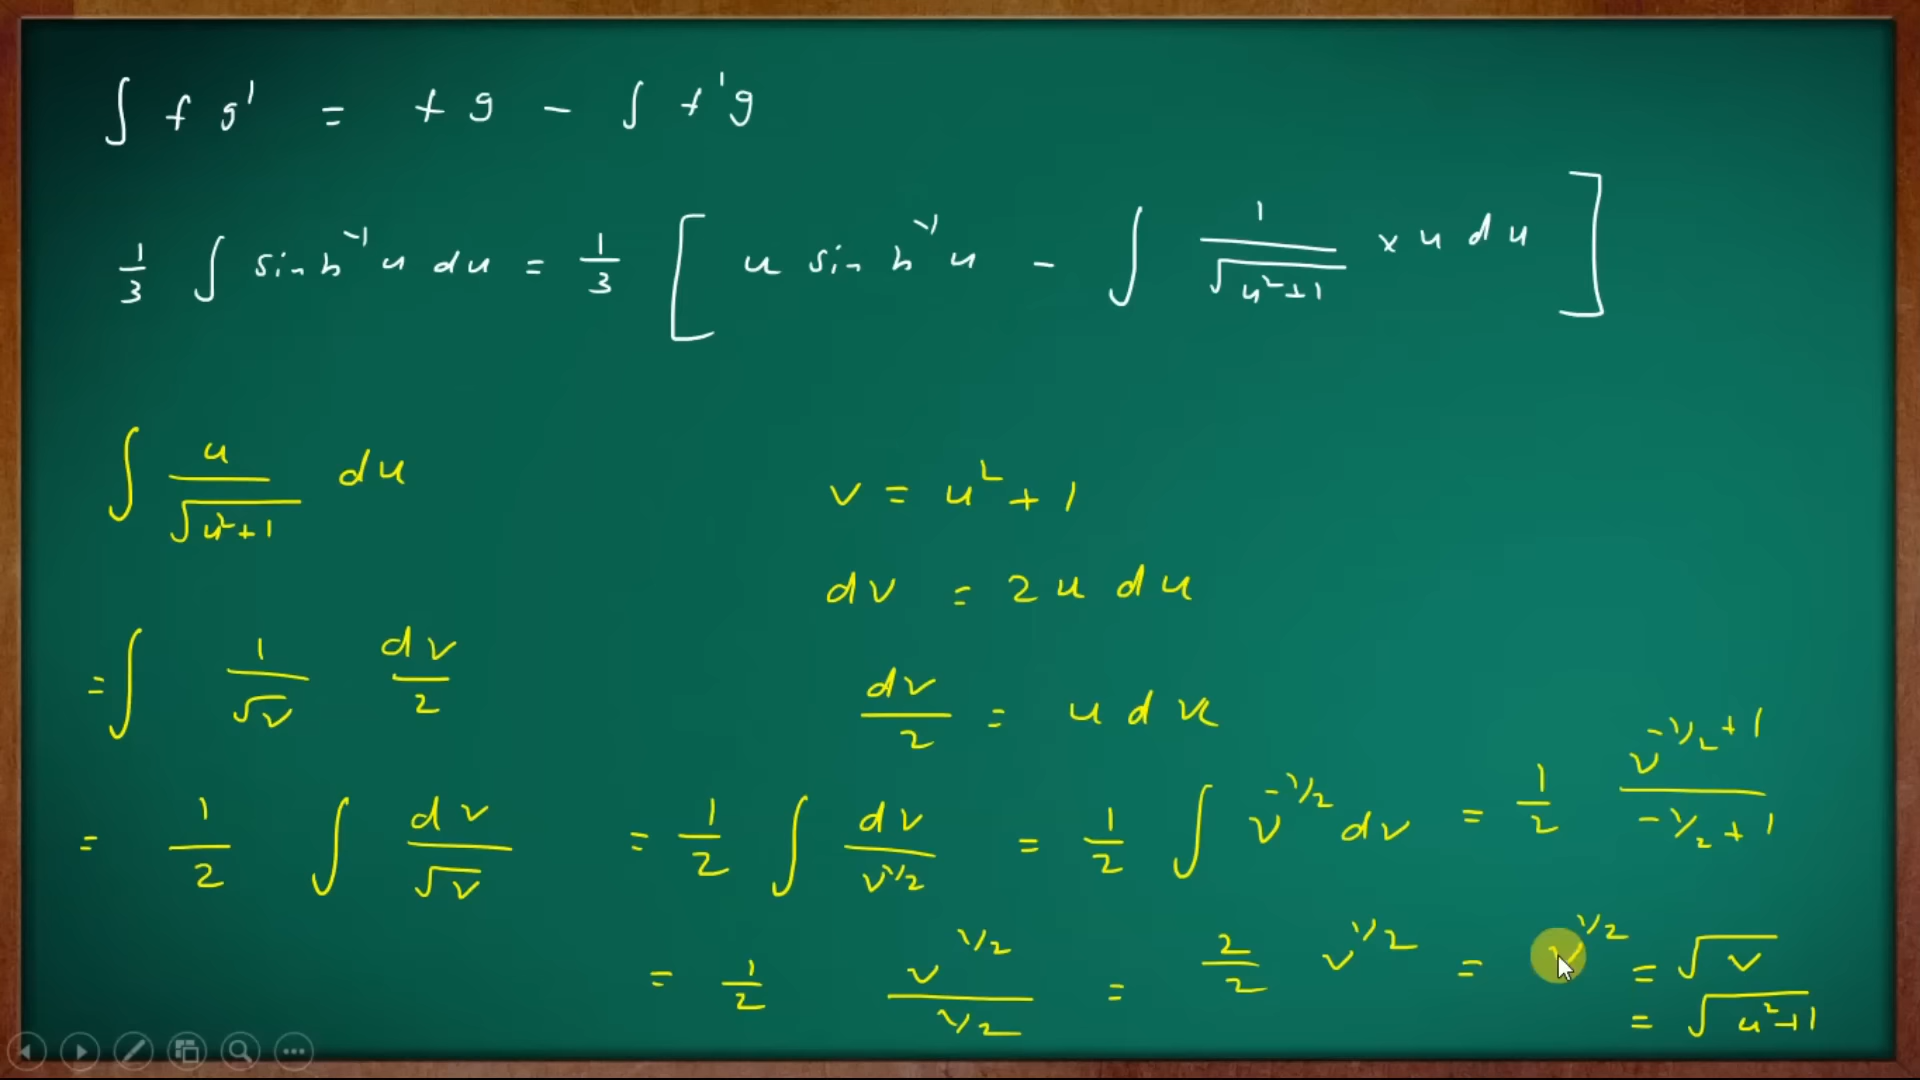 ∫ f g' = f g − ∫ f' g
1/3 ∫ sinh⁻¹ u du = 1/3 [ u sinh⁻¹ u − ∫ 1/√(u²+1) × u du ]
∫ u/√(u²+1) du
v = u² + 1
dv = 2 u du
= ∫ 1/√v dv/2
dv/2 = u du
= 1/2 ∫ dv/√v = 1/2 ∫ dv/v^(1/2) = 1/2 ∫ v^(-1/2) dv = 1/2 v^(-1/2+1)/(-1/2+1)
= 1/2 v^(1/2)/(1/2) = 2/2 v^(1/2) = v^(1/2) = √v
= √(u²+1)